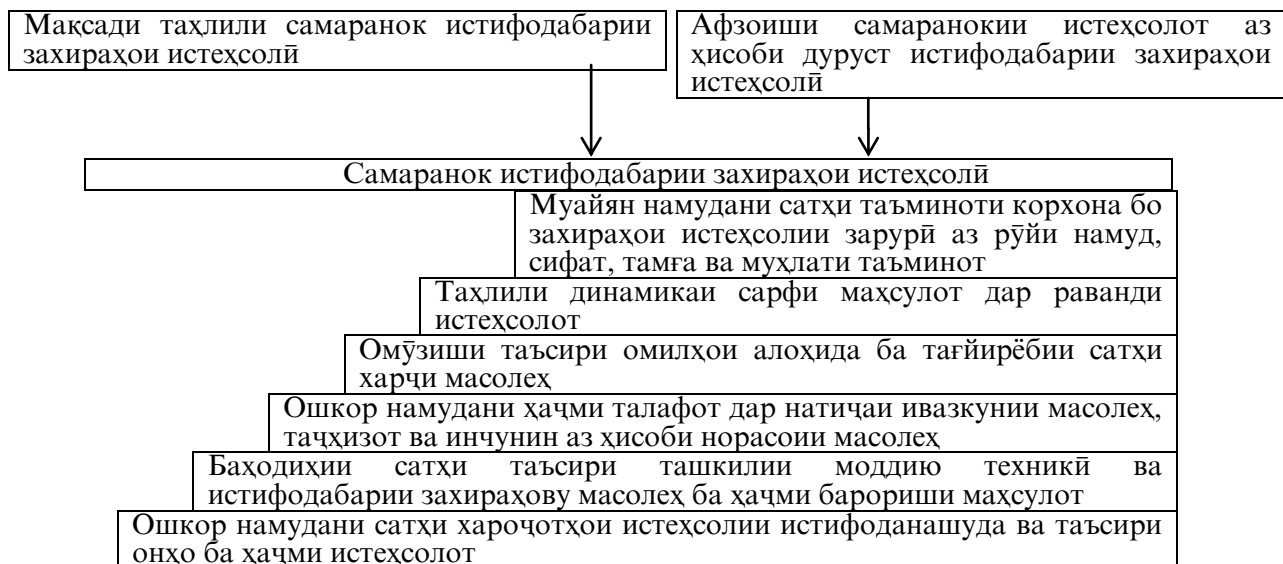 Мақсади таҳлили самаранок истифодабарии
захираҳои истеҳсолӣ
Афзоиши самаранокии истеҳсолот аз
ҳисоби дуруст истифодабарии захираҳои
истеҳсолӣ
Самаранок истифодабарии захираҳои истеҳсолӣ
Муайян намудани сатҳи таъминоти корхона бо
захираҳои истеҳсолии зарурӣ аз рӯйи намуд,
сифат, тамға ва муҳлати таъминот
Таҳлили динамикаи сарфи маҳсулот дар раванди
истеҳсолот
Омӯзиши таъсири омилҳои алоҳида ба тағйирёбии сатҳи
харҷи масолеҳ
Ошкор намудани ҳаҷми талафот дар натиҷаи ивазкунии масолеҳ,
таҷҳизот ва инчунин аз ҳисоби норасоии масолеҳ
Баҳодиҳии сатҳи таъсири ташкилии моддию техникӣ ва
истифодабарии захираҳову масолеҳ ба ҳаҷми барориши маҳсулот
Ошкор намудани сатҳи хароҷотҳои истеҳсолии истифоданашуда ва таъсири
онҳо ба ҳаҷми истеҳсолот